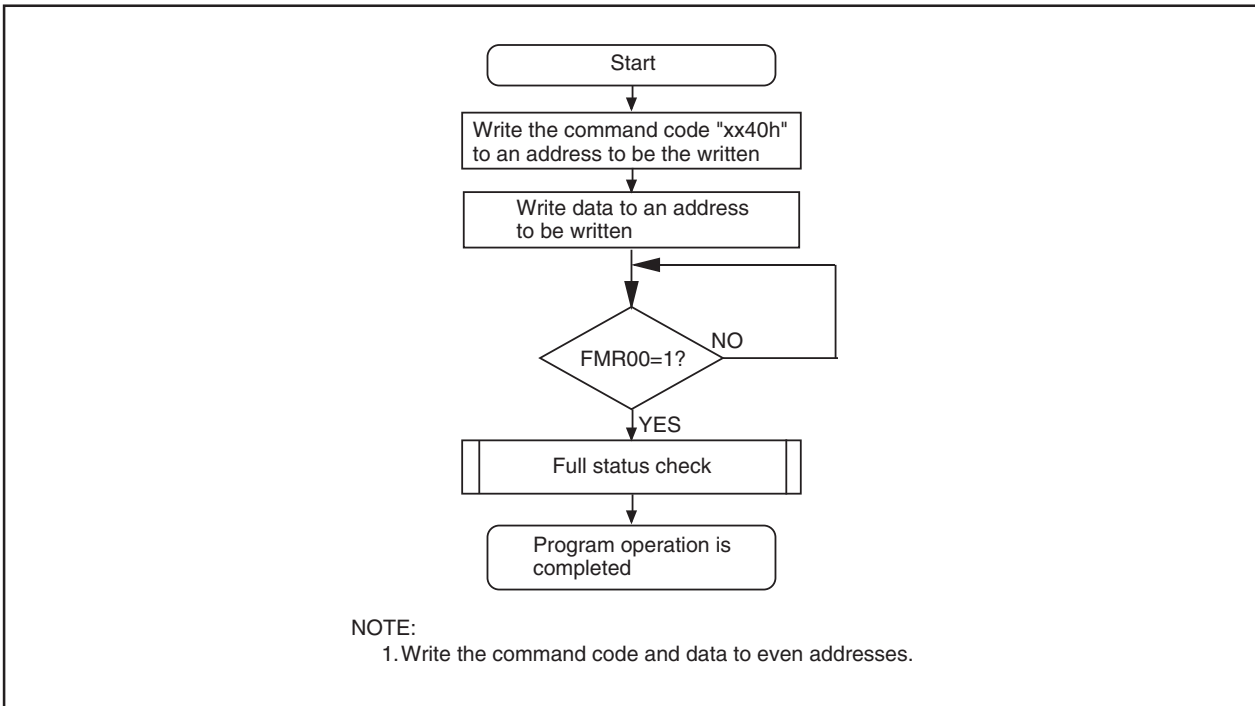 Start
Write the command code "xx40h"
to an address to be the written
Write data to an address
to be written
FMR00=1?
NO
YES
Full status check
Program operation is
completed
NOTE:
1.Write the command code and data to even addresses.